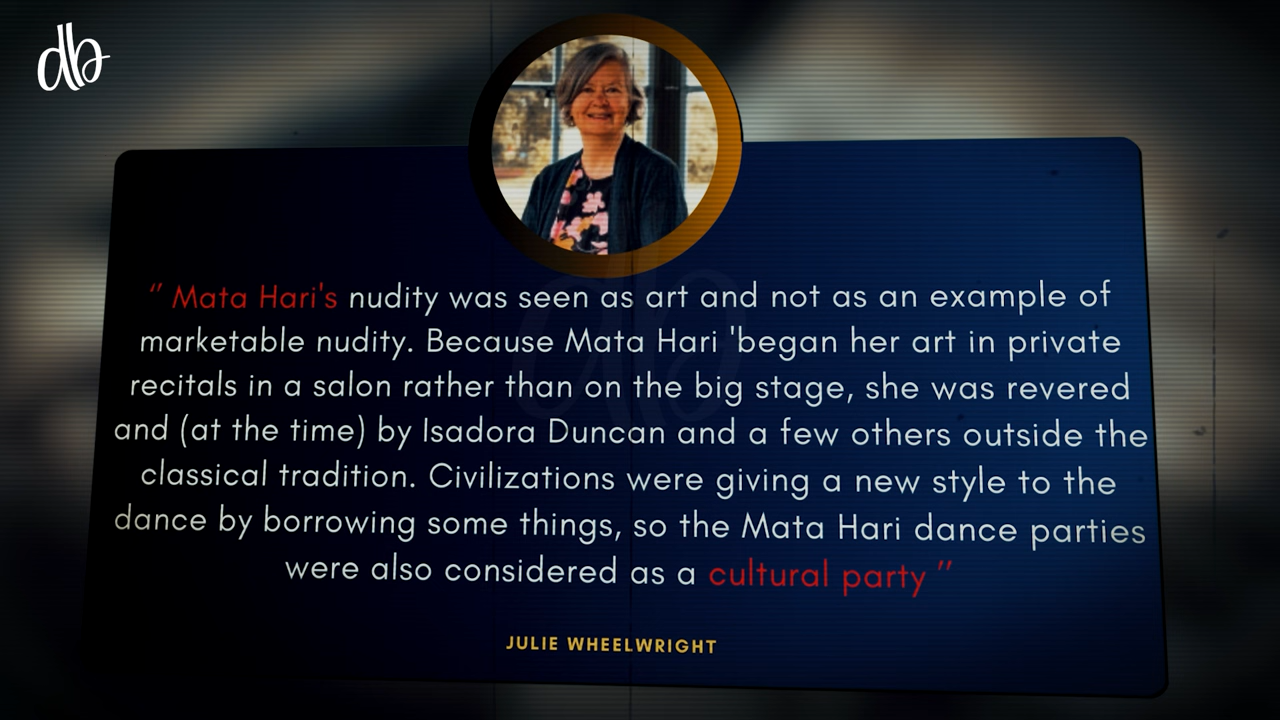 db
" Mata Hari's nudity was seen as art and not as an example of
marketable nudity. Because Mata Hari 'began her art in private
recitals in a salon rather than on the big stage, she was revered
and (at the time) by Isadora Duncan and a few others outside the
classical tradition. Civilizations were giving a new style to the
dance by borrowing some things, so the Mata Hari dance parties
were also considered as a cultural party "
JULIE WHEELWRIGHT